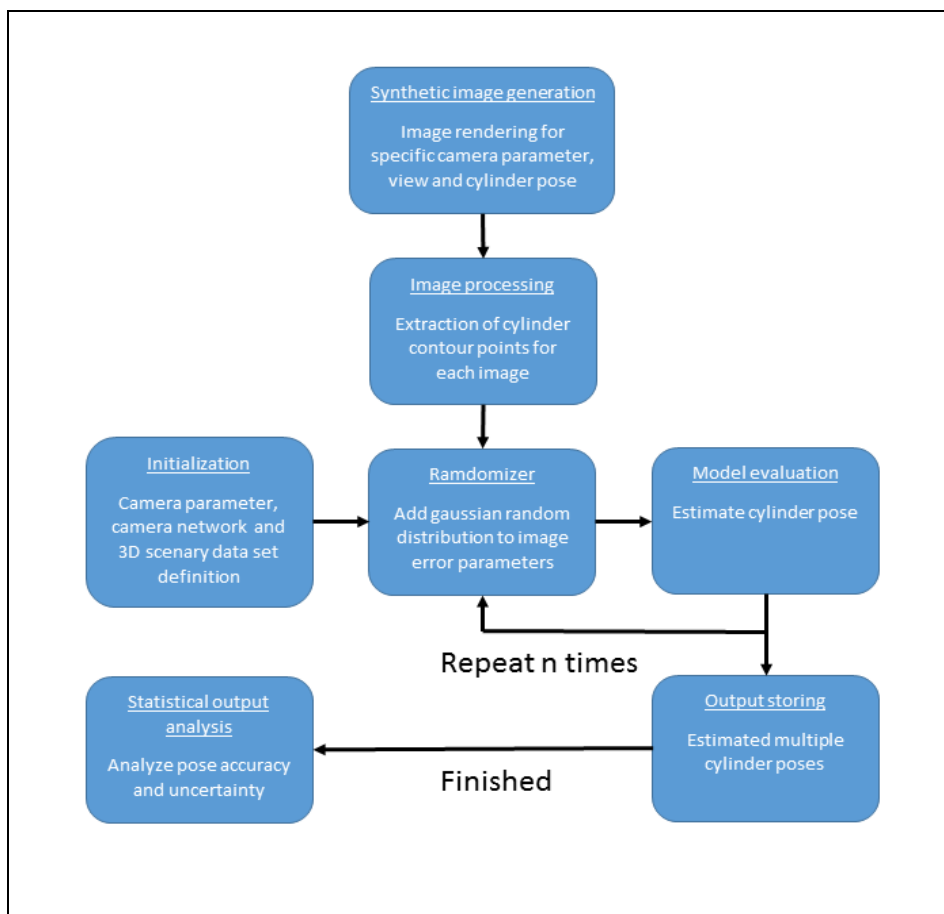 Synthetic image generation
Image rendering for
specific camera parameter,
view and cylinder pose
Image processing
Extraction of cylinder
contour points for
each image
Initialization
Camera parameter,
camera network and
3D scenary data set
definition
Ramdomizer
Add gaussian random
distribution to image
error parameters
Model evaluation
Estimate cylinder pose
Repeat n times
Statistical output
analysis
Analyze pose accuracy
and uncertainty
Finished
Output storing
Estimated multiple
cylinder poses